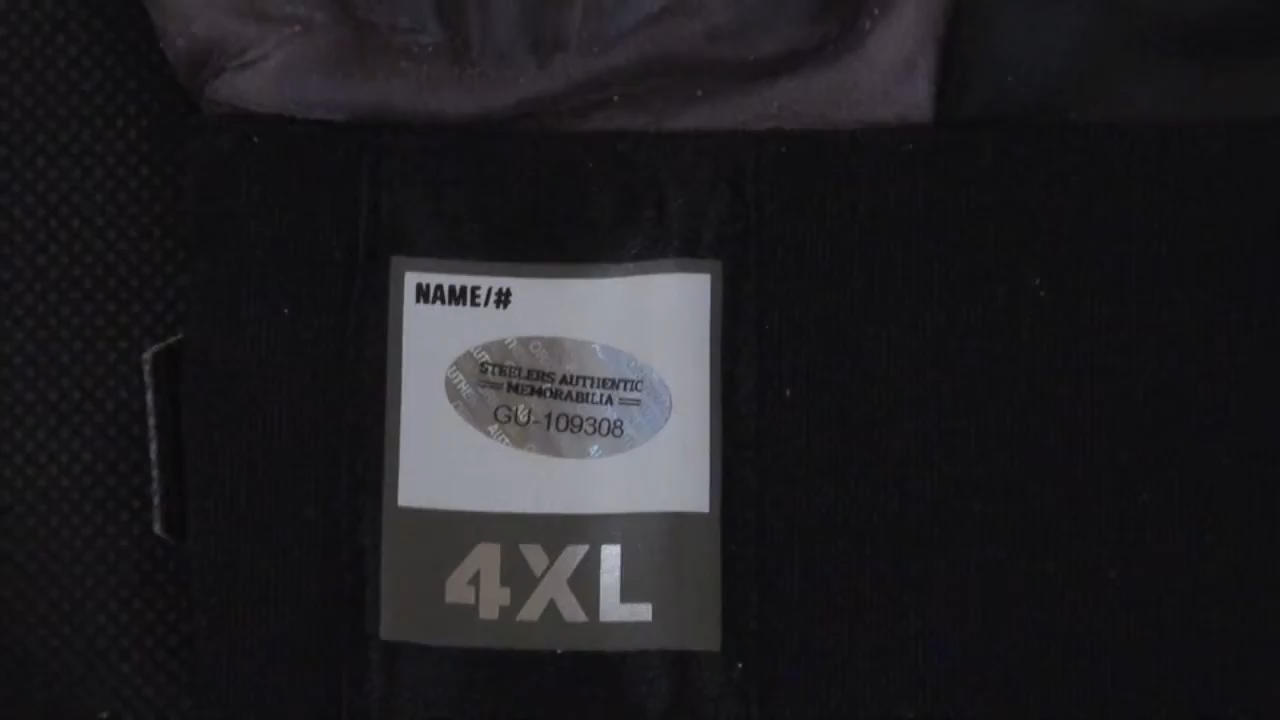 NAME/#
STEELERS AUTHENTIC
MEMORABILIA
GU-109308
4XL